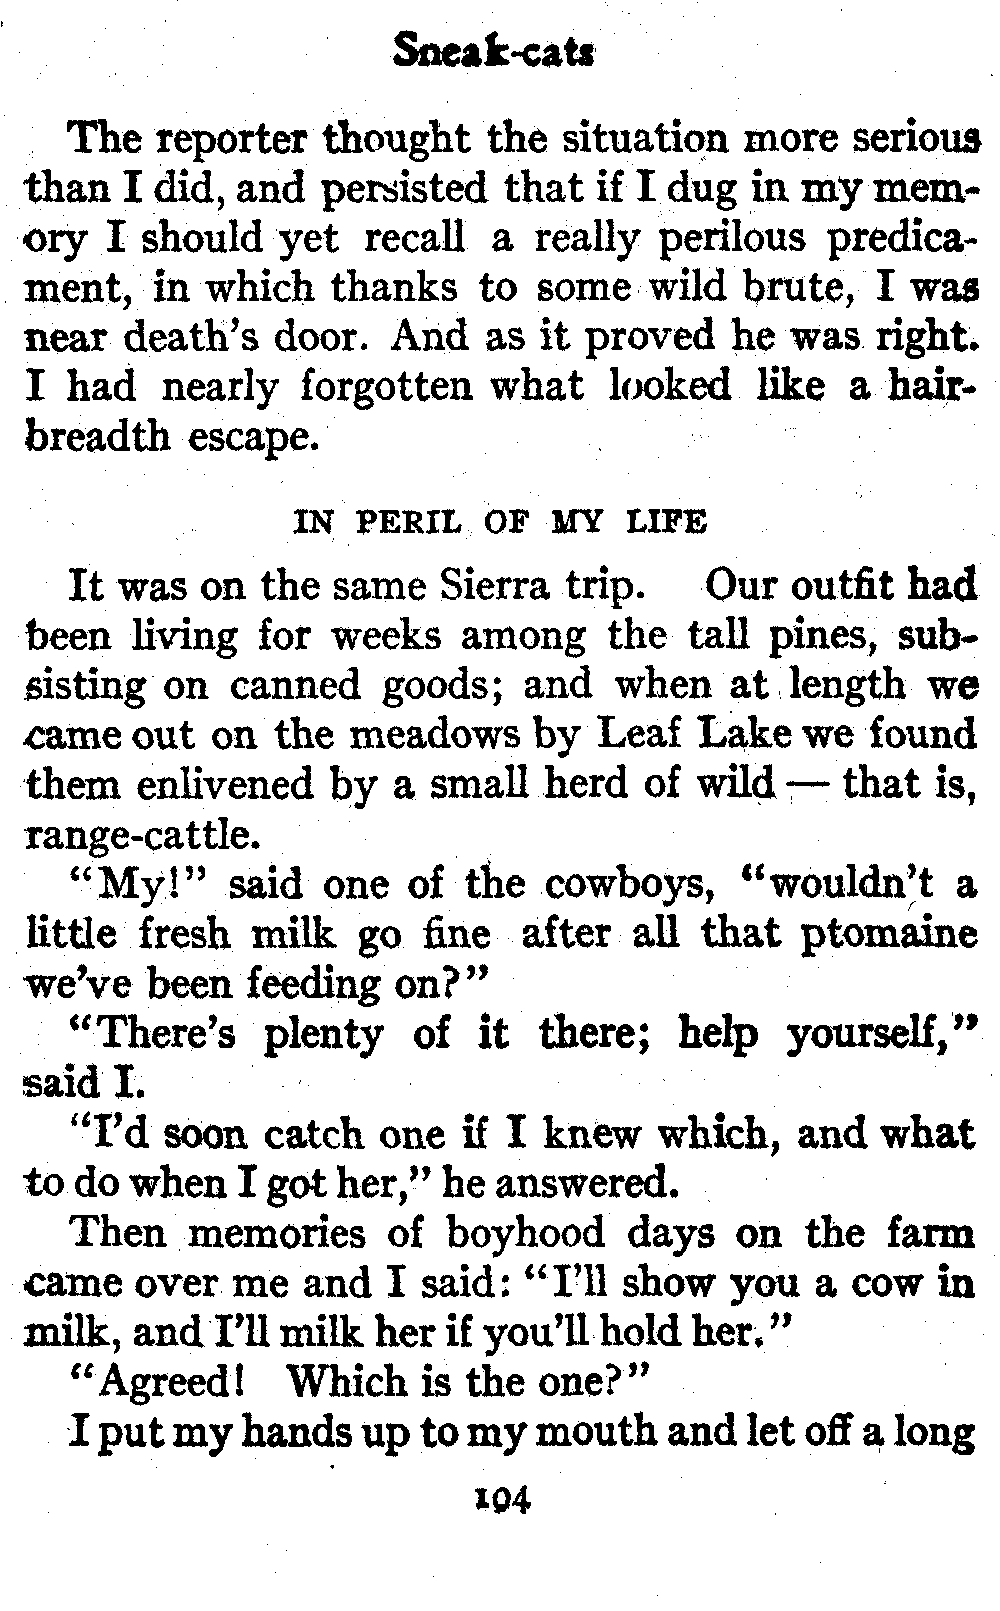 Sneak-cats
The reporter thought the situation more serious
than I did, and persisted that if I dug in my mem-
ory I should yet recall a really perilous predica-
ment, in which thanks to some wild brute, I was
near death's door. And as it proved he was right.
I had nearly forgotten what looked like a hair-
breadth escape.
IN PERIL OF MY LIFE
It was on the same Sierra trip. Our outfit had
been living for weeks among the tall pines, sub-
sisting on canned goods; and when at length we
came out on the meadows by Leaf Lake we found
them enlivened by a small herd of wild — that is,
range-cattle.
"My!" said one of the cowboys, "wouldn't a
little fresh milk go fine after all that ptomaine
we've been feeding on?"
"There's plenty of it there; help yourself,"
said I.
"I'd soon catch one if I knew which, and what
to do when I got her," he answered.
Then memories of boyhood days on the farm
came over me and I said: "I'll show you a cow in
milk, and I'll milk her if you'll hold her."
"Agreed! Which is the one?"
I put my hands up to my mouth and let off a long
194